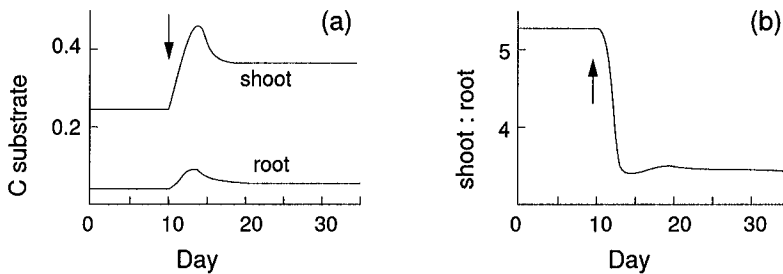 (a)
0.4
0.2
C substrate
shoot
root
0 10 20 30
Day
(b)
5
4
shoot : root
0 10 20 30
Day